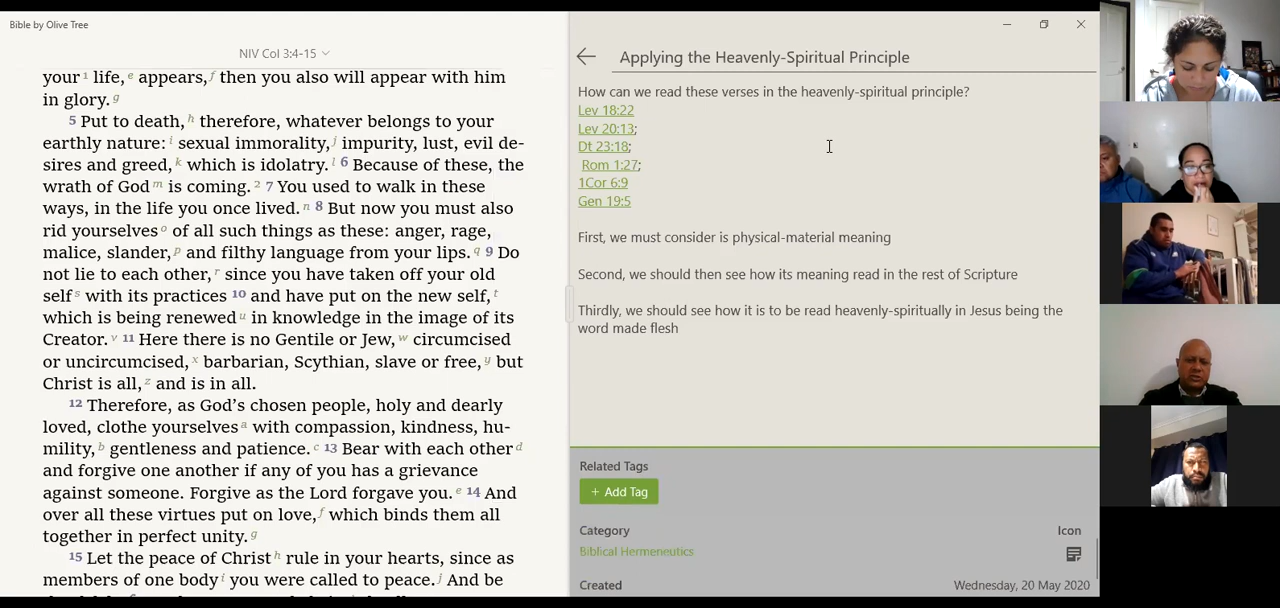 Bible by Olive Tree
NIV Col 3:4-15
your 1 life, e appears, f then you also will appear with him
in glory. g
5 Put to death, h therefore, whatever belongs to your
earthly nature: i sexual immorality, j impurity, lust, evil de-
sires and greed, k which is idolatry. l 6 Because of these, the
wrath of God m is coming. 2 7 You used to walk in these
ways, in the life you once lived. n 8 But now you must also
rid yourselves o of all such things as these: anger, rage,
malice, slander, p and filthy language from your lips. q 9 Do
not lie to each other, r since you have taken off your old
self s with its practices 10 and have put on the new self, t
which is being renewed u in knowledge in the image of its
Creator. v 11 Here there is no Gentile or Jew, w circumcised
or uncircumcised, x barbarian, Scythian, slave or free, y but
Christ is all, z and is in all.
12 Therefore, as God's chosen people, holy and dearly
loved, clothe yourselves a with compassion, kindness, hu-
mility, b gentleness and patience. c 13 Bear with each other d
and forgive one another if any of you has a grievance
against someone. Forgive as the Lord forgave you. e 14 And
over all these virtues put on love, f which binds them all
together in perfect unity. g
15 Let the peace of Christ h rule in your hearts, since as
members of one body i you were called to peace. j And be
Applying the Heavenly-Spiritual Principle
How can we read these verses in the heavenly-spiritual principle?
Lev 18:22
Lev 20:13;
Dt 23:18;
Rom 1:27;
1Cor 6:9
Gen 19:5
First, we must consider is physical-material meaning
Second, we should then see how its meaning read in the rest of Scripture
Thirdly, we should see how it is to be read heavenly-spiritually in Jesus being the
word made flesh
Related Tags
+ Add Tag
Category
Icon
Biblical Hermeneutics
Created
Wednesday, 20 May 2020